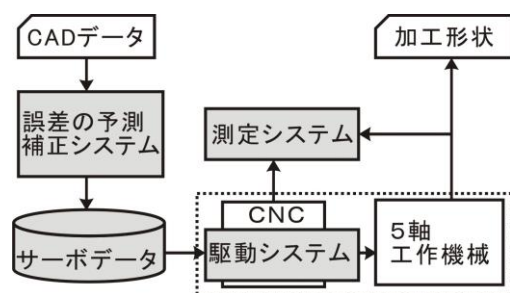 CADデータ
加工形状
誤差の予測
補正システム
測定システム
CNC
サーボデータ
駆動システム
5軸
工作機械